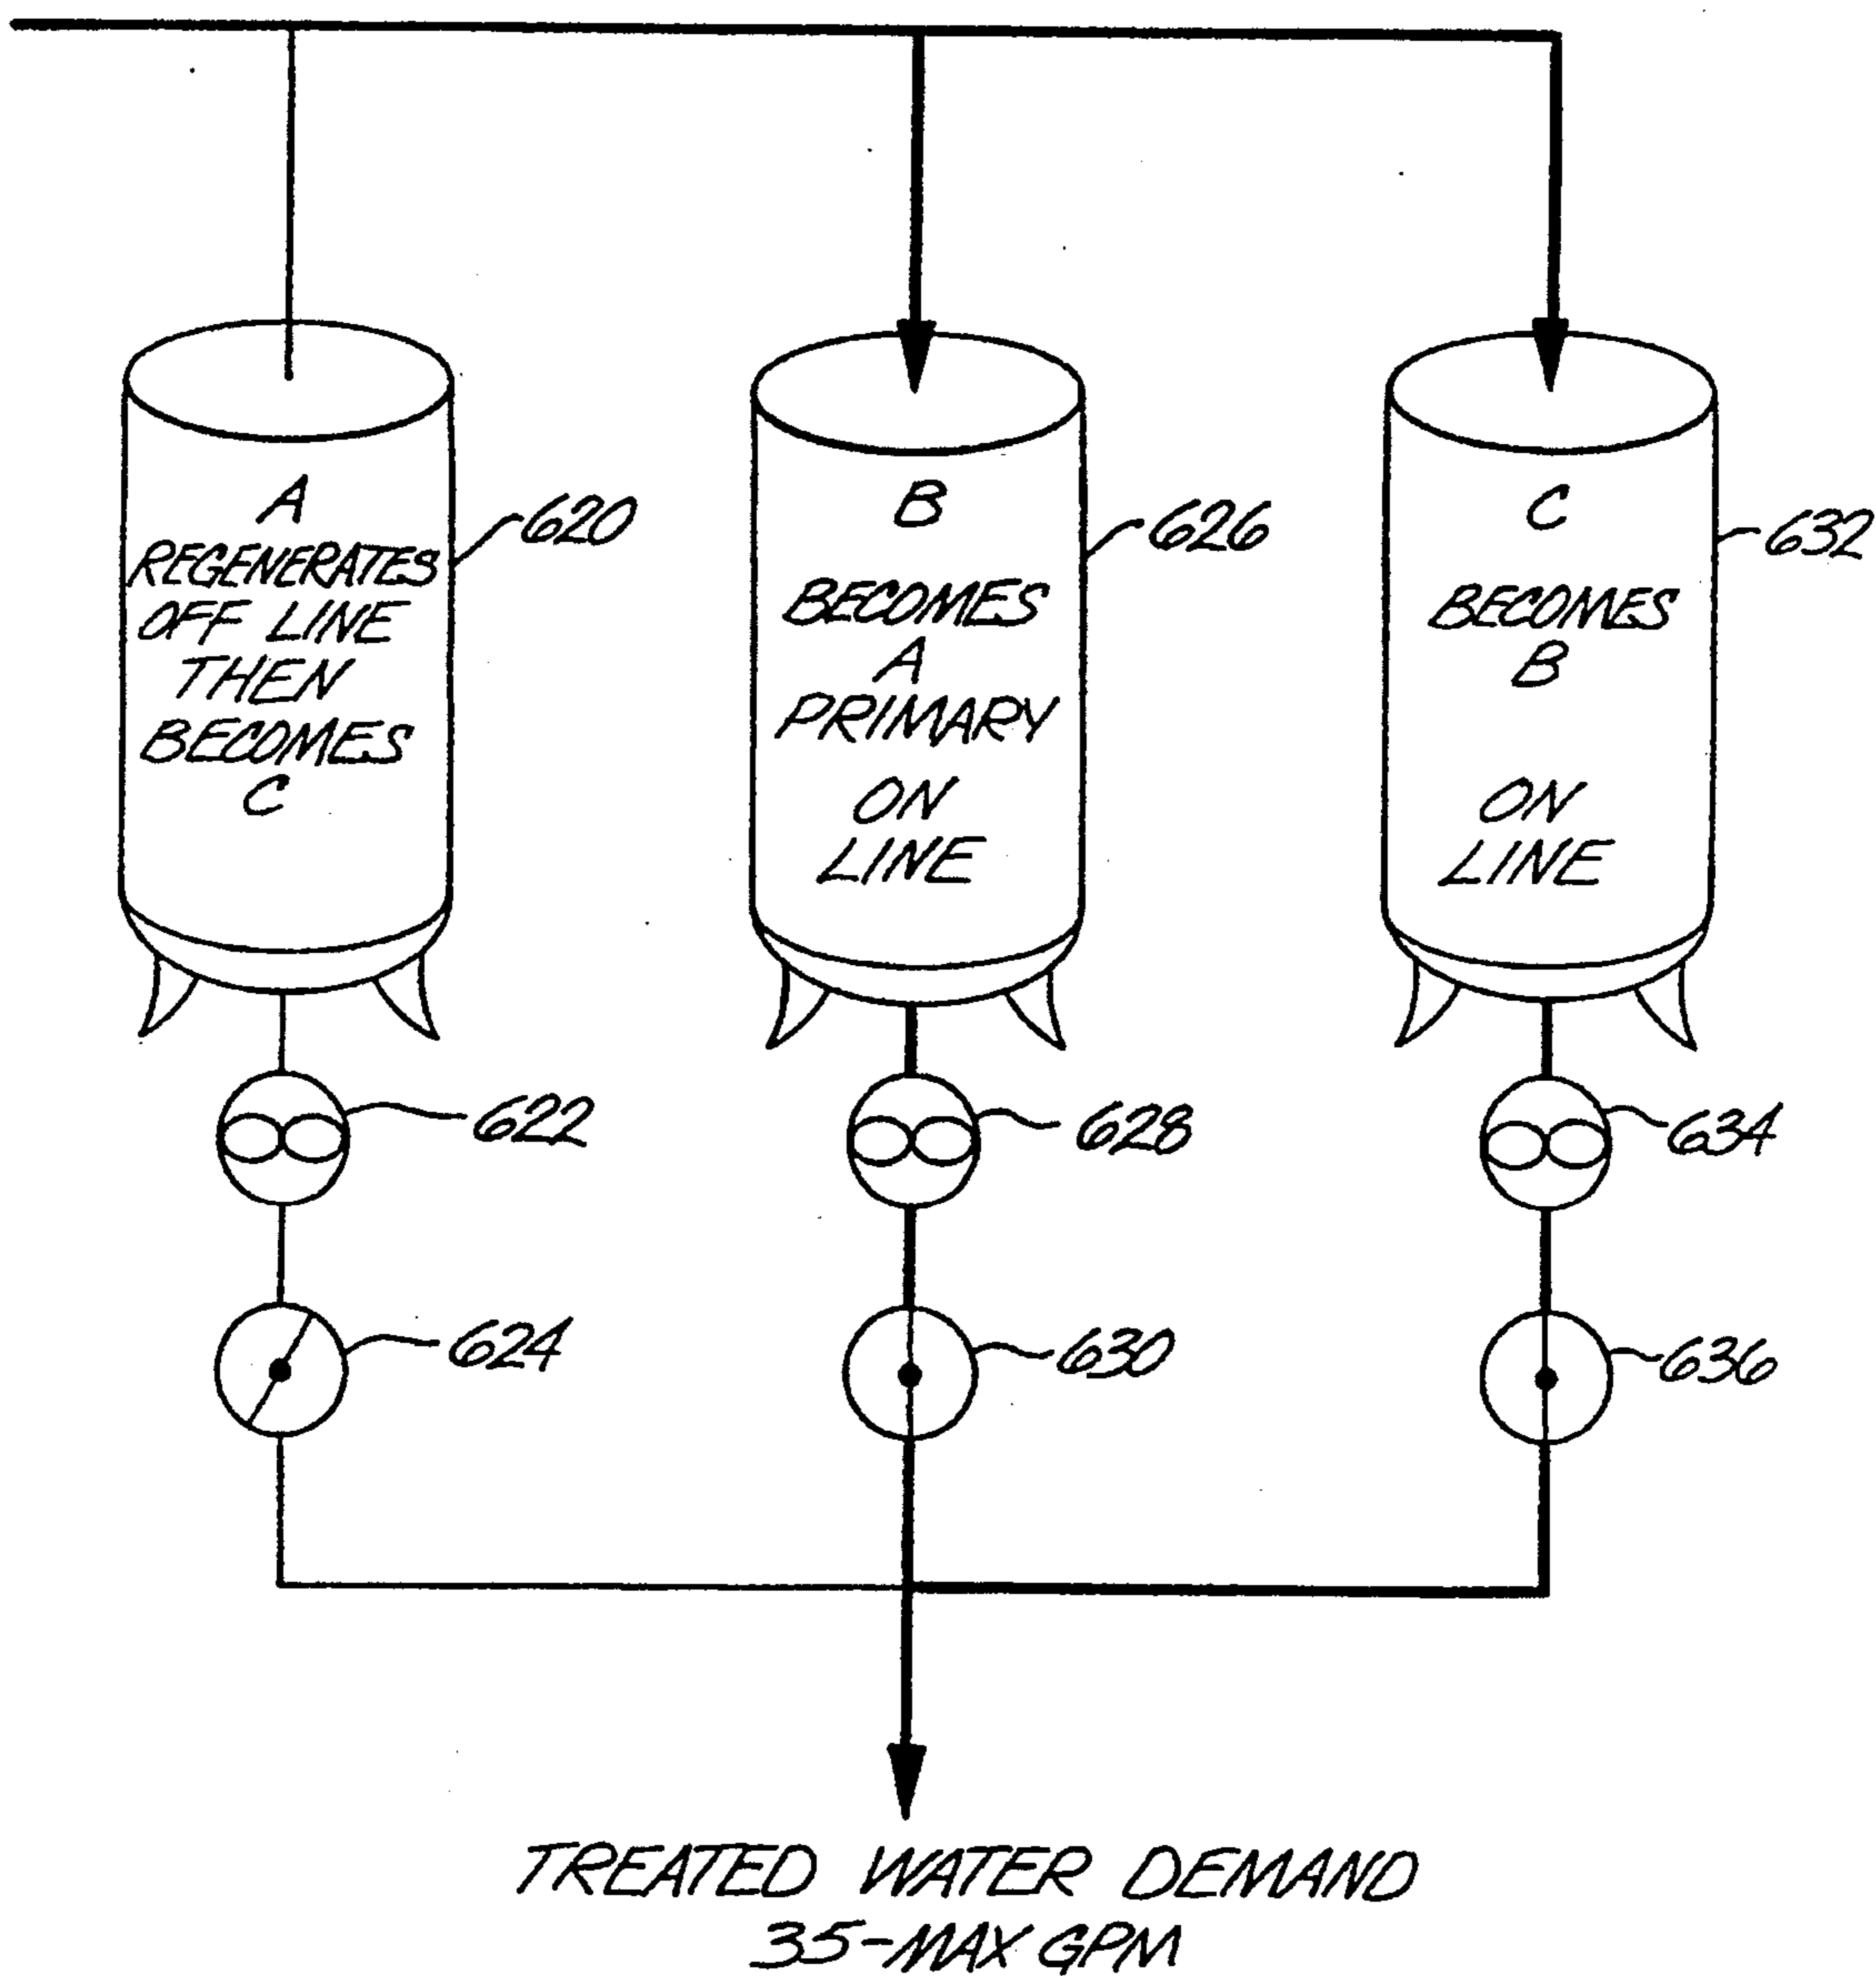 A
REGENERATES
OFF LINE
THEN
BECOMES
C
620
B
BECOMES
A
PRIMARY
ON
LINE
626
C
BECOMES
B
ON
LINE
632
622
628
634
624
630
636
TREATED WATER DEMAND
35-MAX GPM